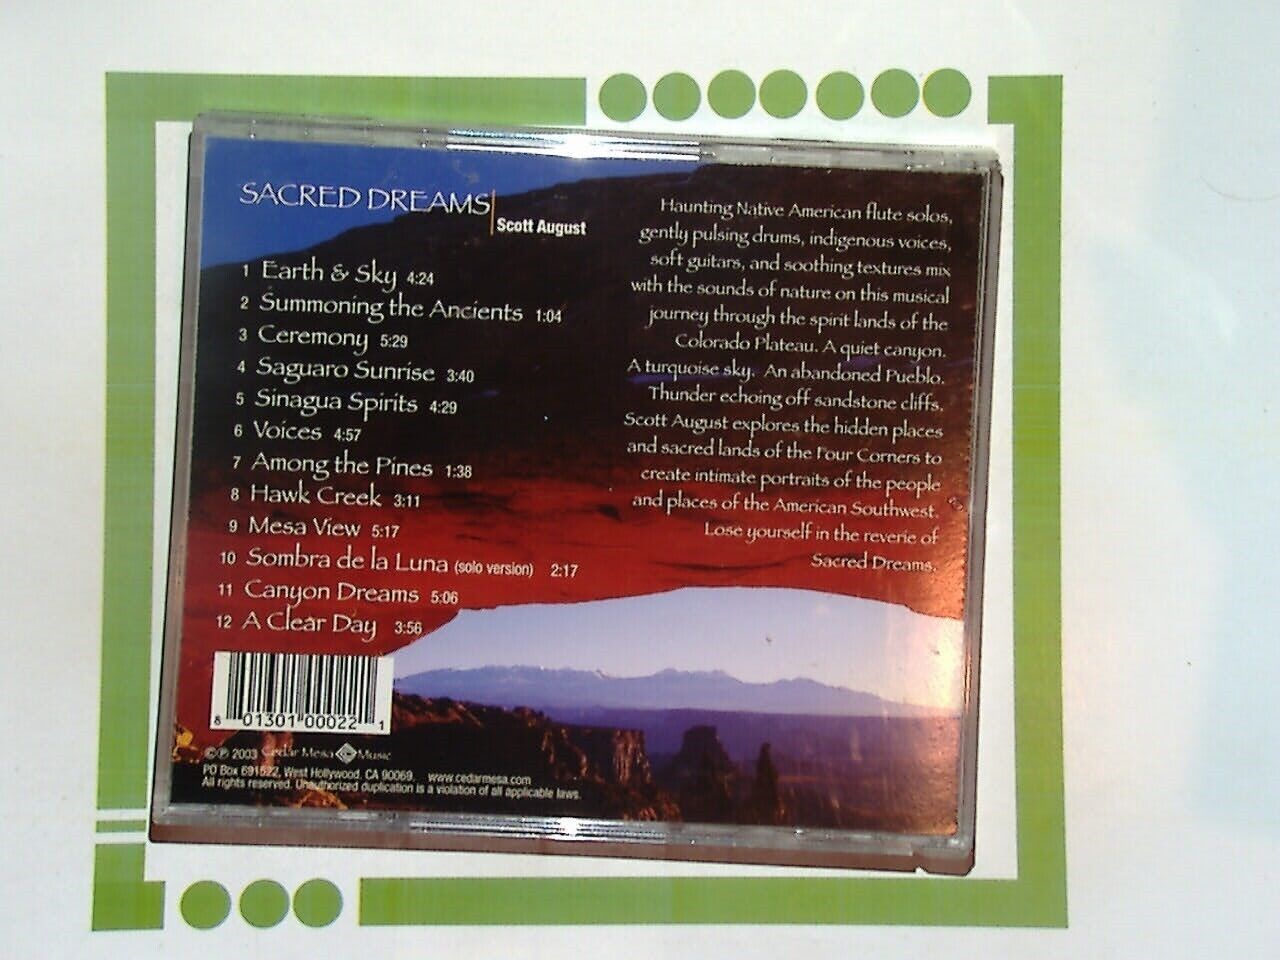 SACRED DREAMS
Scott August
1 Earth & Sky 4:24
2 Summoning the Ancients 1:04
3 Ceremony 5:29
4 Saguaro Sunrise 3:40
5 Sinagua Spirits 4:29
6 Voices 4:57
7 Among the Pines 1:38
8 Hawk Creek 3:11
9 Mesa View 5:17
10 Sombra de la Luna (solo version) 2:17
11 Canyon Dreams 5:06
12 A Clear Day 3:56
Haunting Native American flute solos,
gently pulsing drums, indigenous voices,
soft guitars, and soothing textures mix
with the sounds of nature on this musical
journey through the spirit lands of the
Colorado Plateau. A quiet canyon.
A turquoise sky. An abandoned Pueblo.
Thunder echoing off sandstone cliffs.
Scott August explores the hidden places
and sacred lands of the Four Corners to
create intimate portraits of the people
and places of the American Southwest.
Lose yourself in the reverie of
Sacred Dreams.
8 01301 00022 1
©℗ 2003 Cedar Mesa Music
PO Box 691522, West Hollywood, CA 90069. www.cedarmesa.com
All rights reserved. Unauthorized duplication is a violation of all applicable laws.